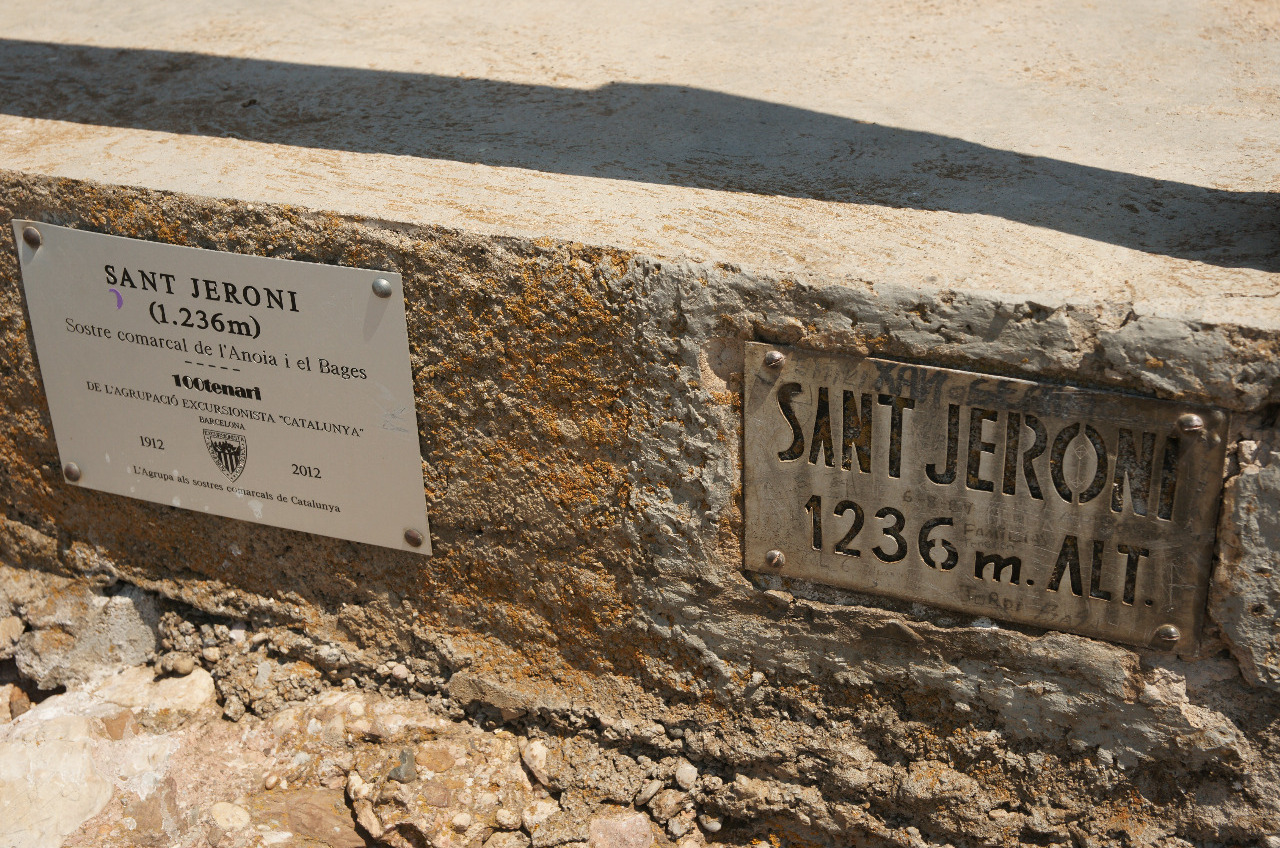 SANT JERONI
(1.236m)
Sostre comarcal de l'Anoia i el Bages
-----
100tenari
DE L'AGRUPACIÓ EXCURSIONISTA "CATALUNYA"
BARCELONA
1912
2012
L'Agrupa als sostres comarcals de Catalunya
SANT JERONI
1236 m. ALT.